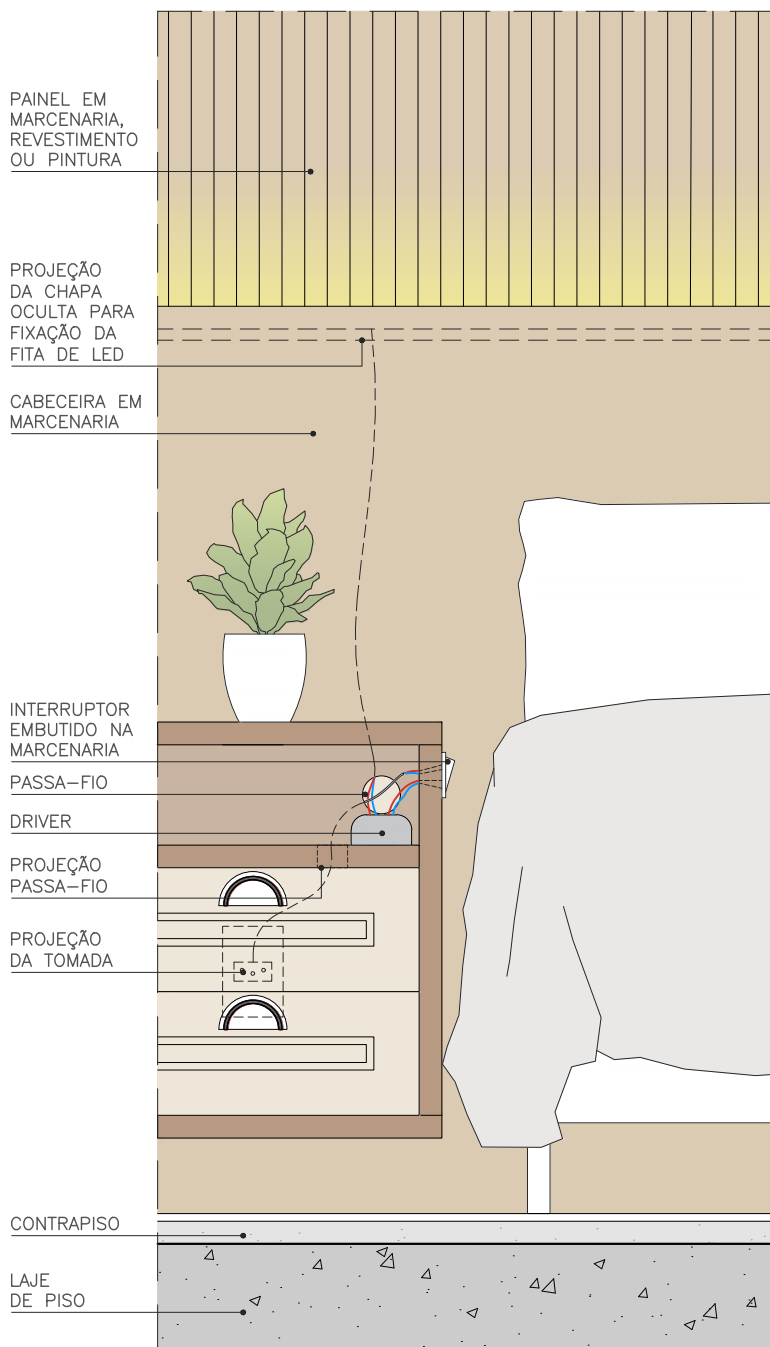 PAINEL EM
MARCENARIA,
REVESTIMENTO
OU PINTURA
PROJEÇÃO
DA CHAPA
OCULTA PARA
FIXAÇÃO DA
FITA DE LED
CABECEIRA EM
MARCENARIA
INTERRUPTOR
EMBUTIDO NA
MARCENARIA
PASSA-FIO
DRIVER
PROJEÇÃO
PASSA-FIO
PROJEÇÃO
DA TOMADA
CONTRAPISO
LAJE
DE PISO